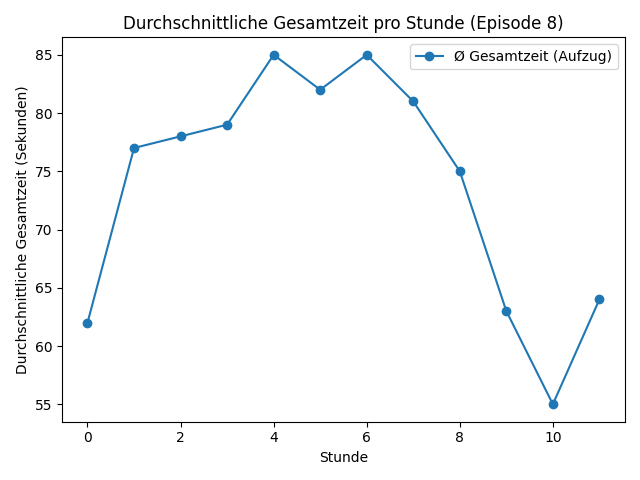 Durchschnittliche Gesamtzeit pro Stunde (Episode 8)
Ø Gesamtzeit (Aufzug)
Durchschnittliche Gesamtzeit (Sekunden)
85
80
75
70
65
60
55
0 2 4 6 8 10
Stunde